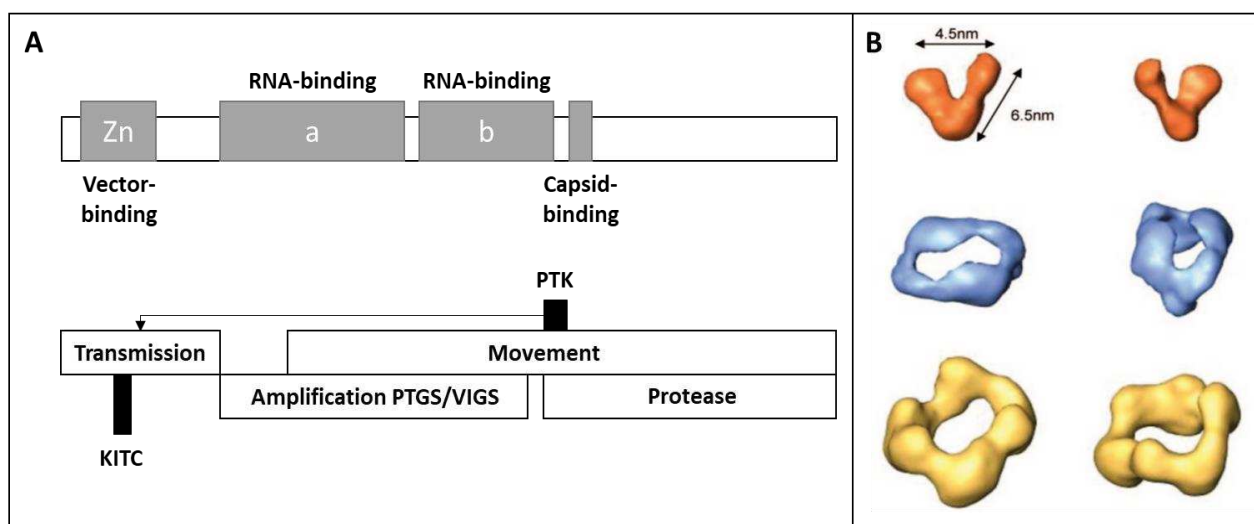 A
RNA-binding
RNA-binding
Zn
a
b
Vector-
binding
Capsid-
binding
PTK
Transmission
Movement
Amplification PTGS/VIGS
Protease
KITC
B
4.5nm
6.5nm